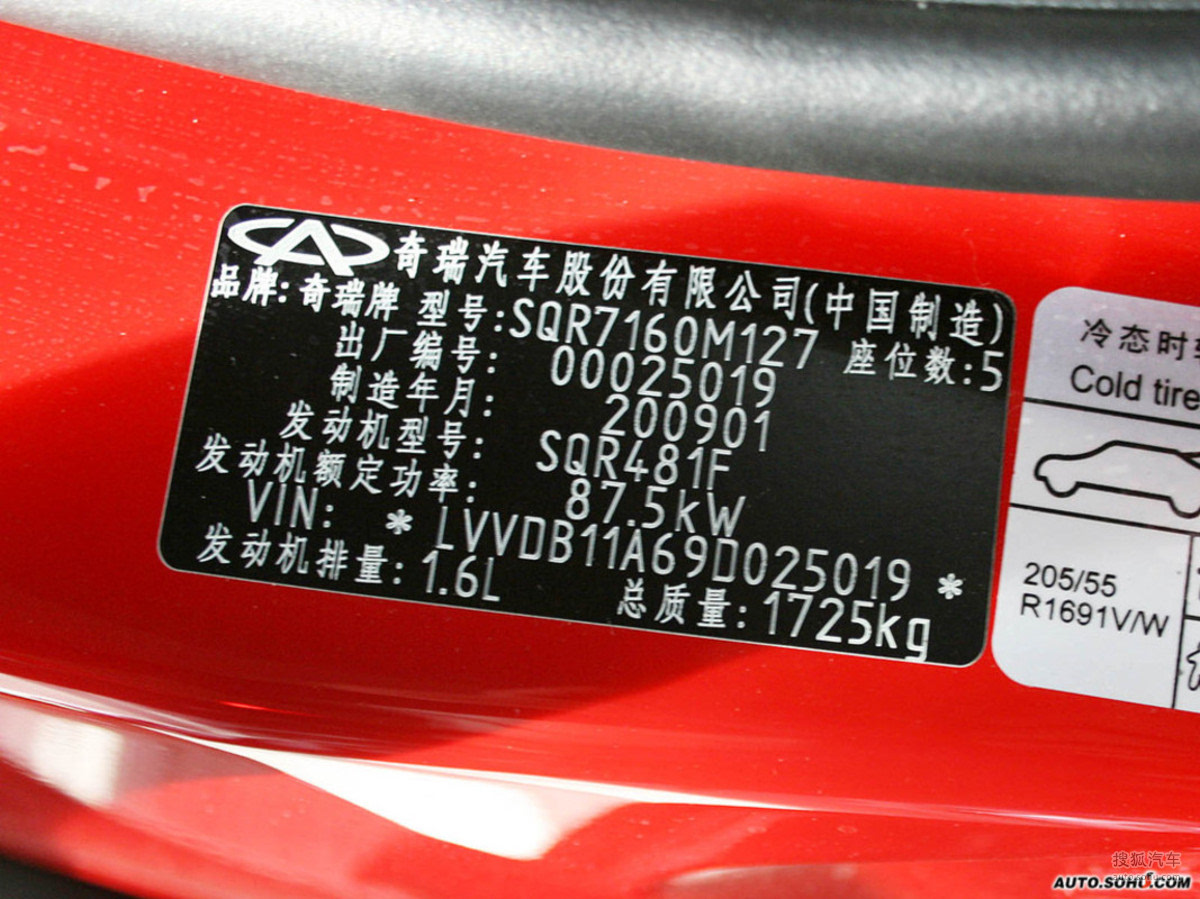 奇瑞汽车股份有限公司(中国制造)
品牌:奇瑞牌 型号:SQR7160M127 座位数:5
出厂编号: 00025019
制造年月: 200901
发动机型号: SQR481F
发动机额定功率: 87.5kW
VIN: *LVVDB11A69D025019*
发动机排量:1.6L 总质量:1725kg
冷态时
Cold tire
205/55
R1691V/W
搜狐汽车
auto.sohu.com
AUTO.SOHU.COM